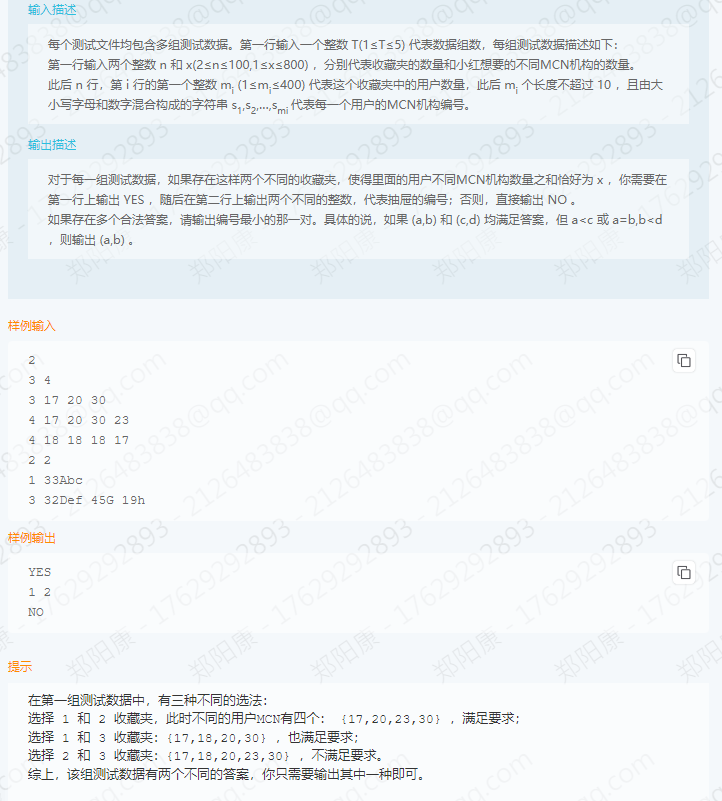 输入描述
每个测试文件均包含多组测试数据。第一行输入一个整数 T(1≤T≤5) 代表数据组数，每组测试数据描述如下：
第一行输入两个整数 n 和 x(2≤n≤100,1≤x≤800) ，分别代表收藏夹的数量和小红想要的不同MCN机构的数量。
此后 n 行，第 i 行的第一个整数 mi (1≤mi≤400) 代表这个收藏夹中的用户数量，此后 mi 个长度不超过 10 ，且由大
小写字母和数字混合构成的字符串 s1,s2,...,smi 代表每一个用户的MCN机构编号。
输出描述
对于每一组测试数据，如果存在这样两个不同的收藏夹，使得里面的用户不同MCN机构数量之和恰好为 x ，你需要在
第一行上输出 YES ，随后在第二行上输出两个不同的整数，代表抽屉的编号；否则，直接输出 NO 。
如果存在多个合法答案，请输出编号最小的那一对。具体的说，如果 (a,b) 和 (c,d) 均满足答案，但 a<c 或 a=b,b<d
，则输出 (a,b) 。
样例输入
2
3 4
3 17 20 30
4 17 20 30 23
4 18 18 18 17
2 2
1 33Abc
3 32Def 45G 19h
样例输出
YES
1 2
NO
提示
在第一组测试数据中，有三种不同的选法：
选择 1 和 2 收藏夹，此时不同的用户MCN有四个： {17,20,23,30} ，满足要求；
选择 1 和 3 收藏夹：{17,18,20,30} ，也满足要求；
选择 2 和 3 收藏夹：{17,18,20,23,30} ，不满足要求。
综上，该组测试数据有两个不同的答案，你只需要输出其中一种即可。
郑阳康 - 17629292893 - 2126483838@qq.com